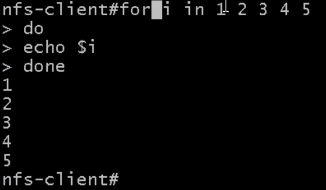 nfs-client#for i in 1 2 3 4 5
> do
> echo $i
> done
1
2
3
4
5
nfs-client#